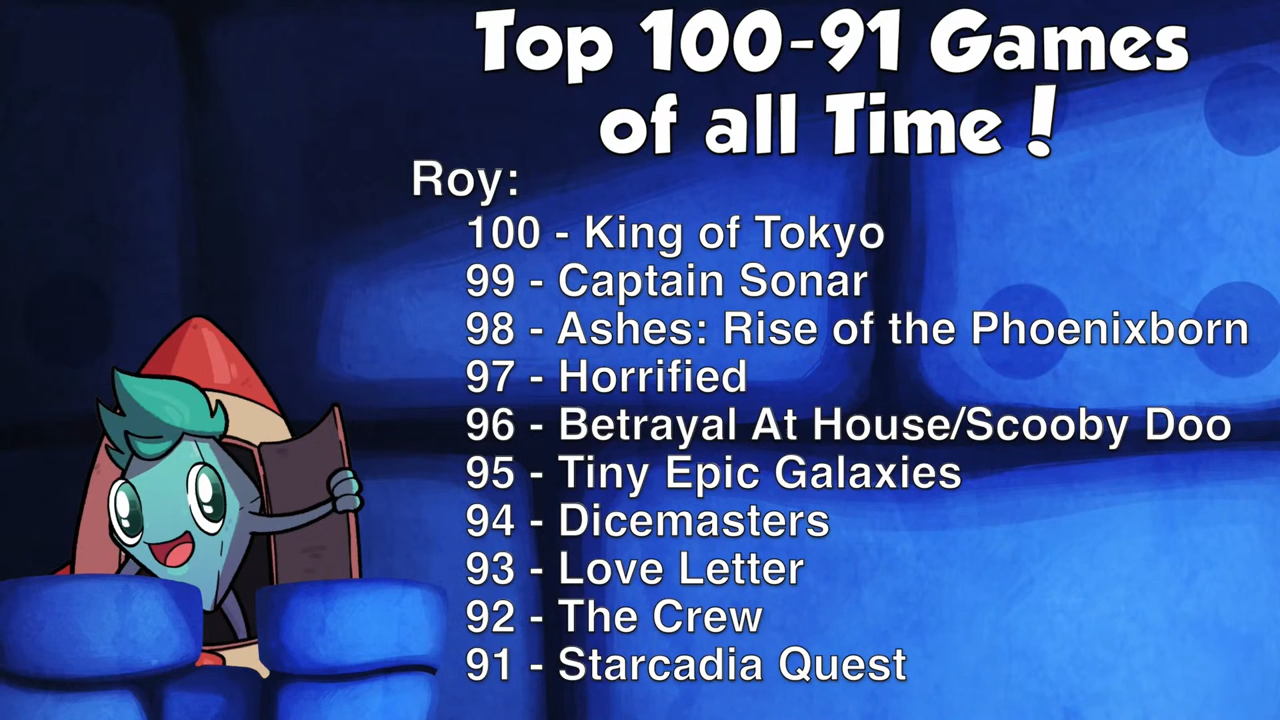 Top 100-91 Games
of all Time!
Roy:
100 - King of Tokyo
99 - Captain Sonar
98 - Ashes: Rise of the Phoenixborn
97 - Horrified
96 - Betrayal At House/Scooby Doo
95 - Tiny Epic Galaxies
94 - Dicemasters
93 - Love Letter
92 - The Crew
91 - Starcadia Quest